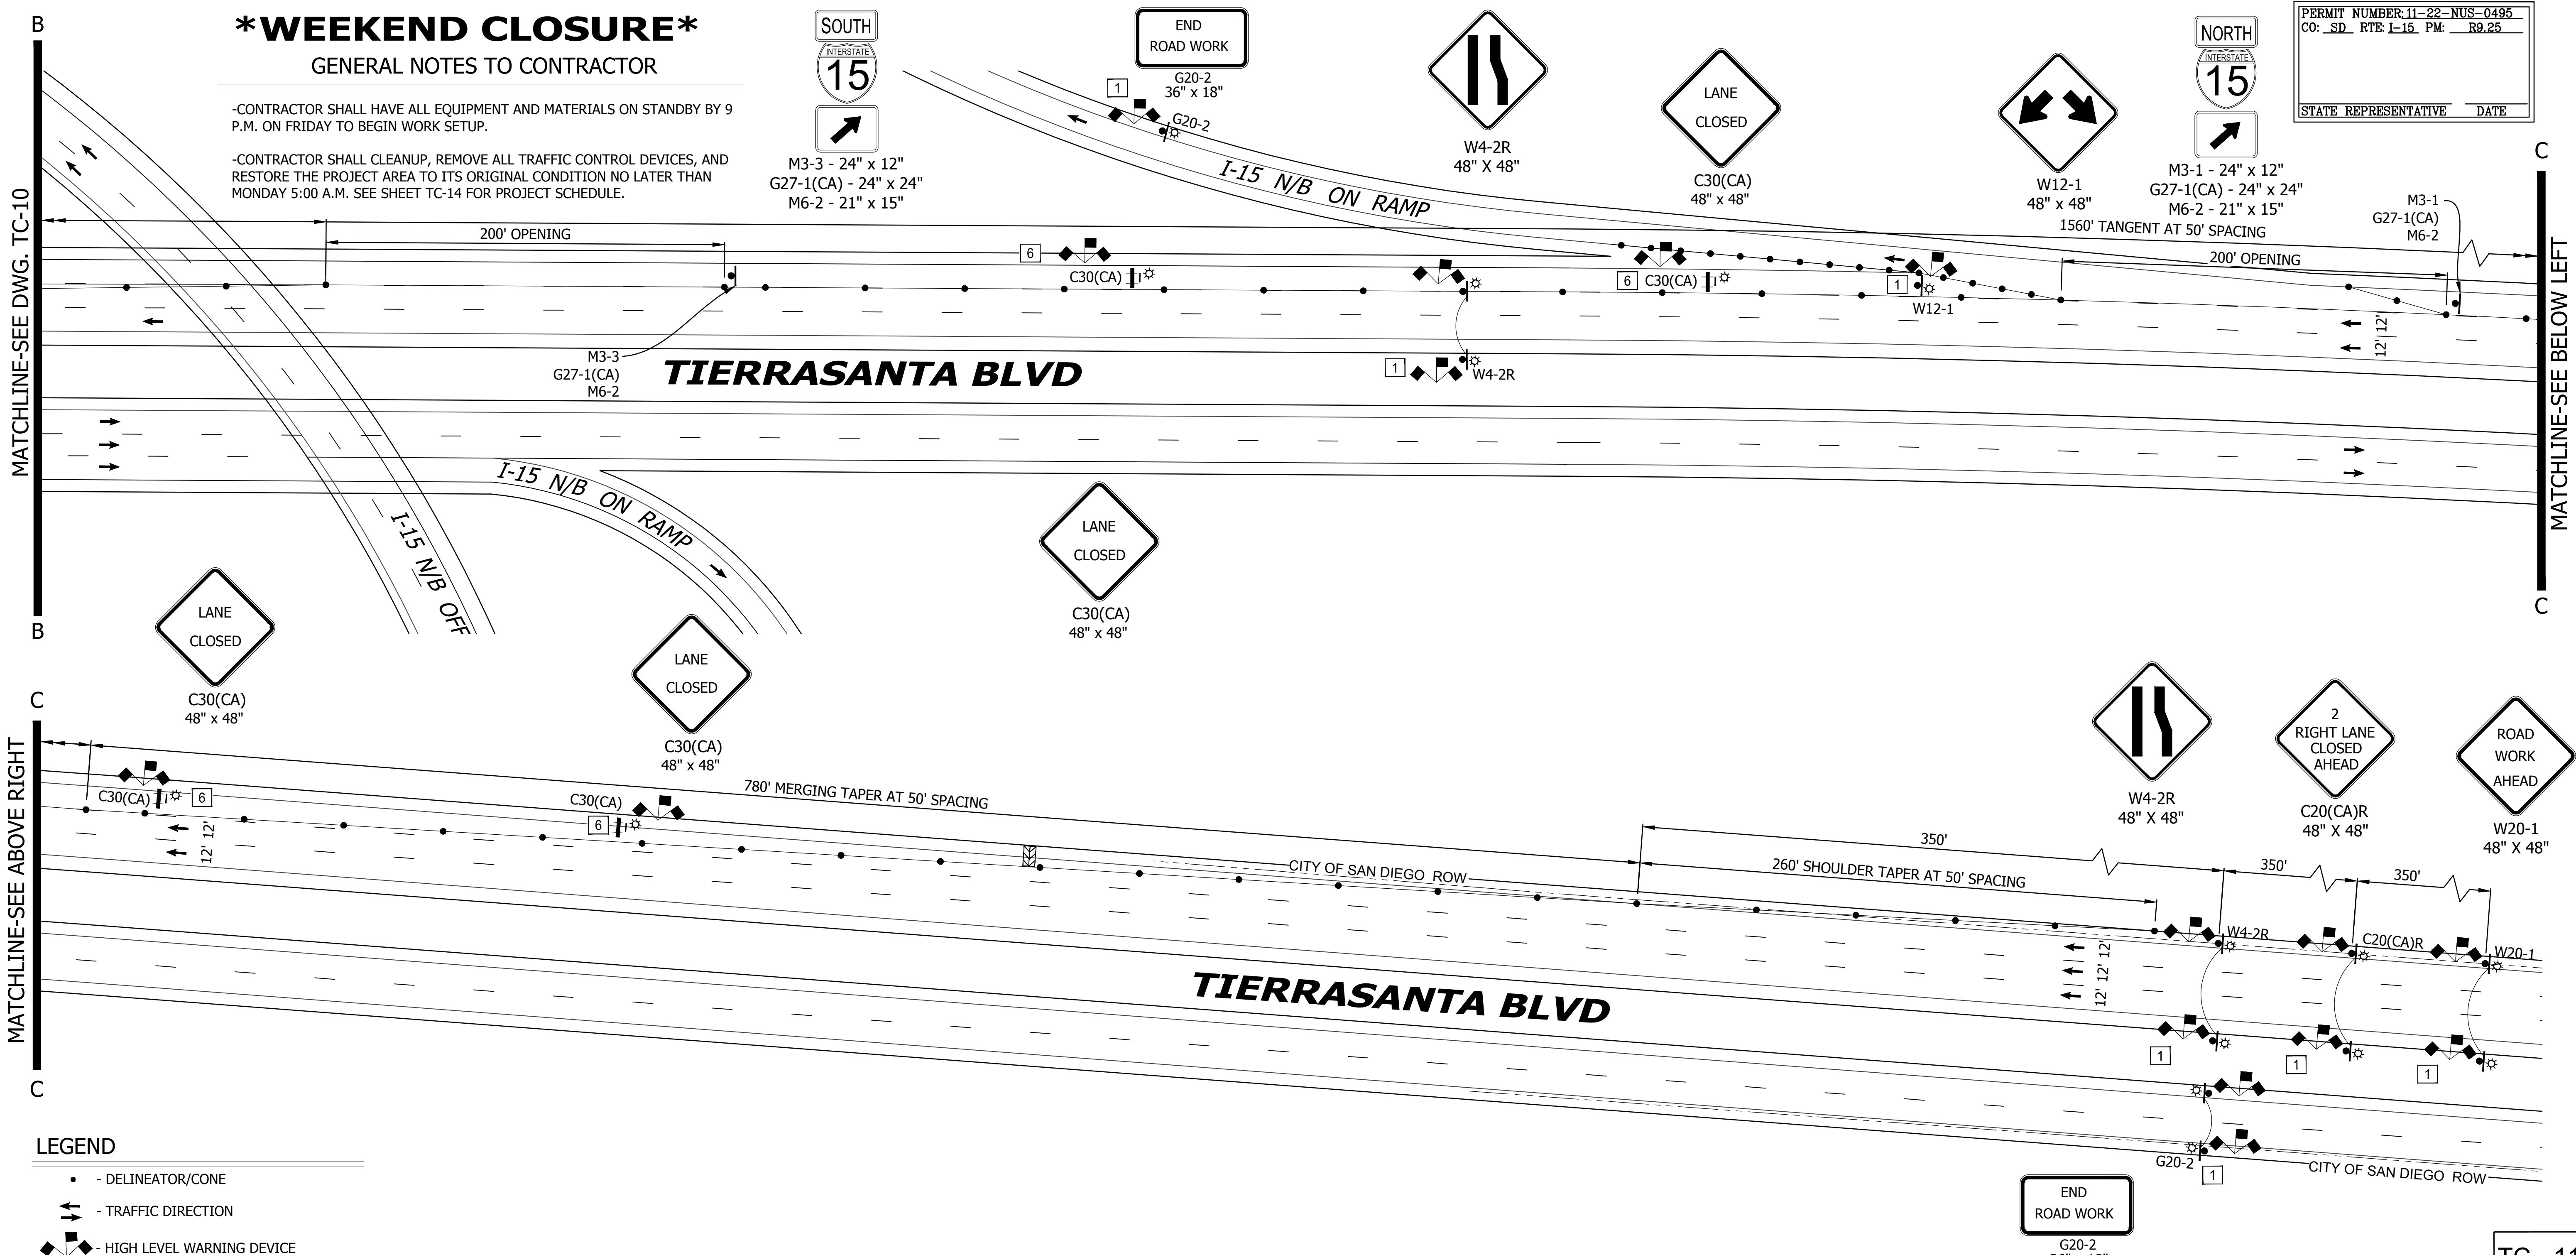 B
*WEEKEND CLOSURE*
GENERAL NOTES TO CONTRACTOR
-CONTRACTOR SHALL HAVE ALL EQUIPMENT AND MATERIALS ON STANDBY BY 9
P.M. ON FRIDAY TO BEGIN WORK SETUP.
-CONTRACTOR SHALL CLEANUP, REMOVE ALL TRAFFIC CONTROL DEVICES, AND
RESTORE THE PROJECT AREA TO ITS ORIGINAL CONDITION NO LATER THAN
MONDAY 5:00 A.M. SEE SHEET TC-14 FOR PROJECT SCHEDULE.
SOUTH
INTERSTATE
15
M3-3 - 24" x 12"
G27-1(CA) - 24" x 24"
M6-2 - 21" x 15"
END
ROAD WORK
G20-2
36" x 18"
1
G20-2
W4-2R
48" X 48"
LANE
CLOSED
C30(CA)
48" x 48"
W12-1
48" x 48"
NORTH
INTERSTATE
15
M3-1 - 24" x 12"
G27-1(CA) - 24" x 24"
M6-2 - 21" x 15"
PERMIT NUMBER: 11-22-NUS-0495
CO: SD RTE: I-15 PM: R9.25
STATE REPRESENTATIVE DATE
C
M3-1
G27-1(CA)
M6-2
MATCHLINE-SEE DWG. TC-10
200' OPENING
I-15 N/B ON RAMP
1560' TANGENT AT 50' SPACING
200' OPENING
6
C30(CA)
6 C30(CA)
1
W12-1
12' 12'
MATCHLINE-SEE BELOW LEFT
M3-3
G27-1(CA)
M6-2
TIERRASANTA BLVD
1
W4-2R
I-15 N/B ON RAMP
I-15 N/B OFF
B
C
LANE
CLOSED
C30(CA)
48" x 48"
LANE
CLOSED
C30(CA)
48" x 48"
LANE
CLOSED
C30(CA)
48" x 48"
C
MATCHLINE-SEE ABOVE RIGHT
C30(CA)
6
12' 12'
C30(CA)
6
780' MERGING TAPER AT 50' SPACING
CITY OF SAN DIEGO ROW
W4-2R
48" X 48"
2
RIGHT LANE
CLOSED
AHEAD
C20(CA)R
48" X 48"
ROAD
WORK
AHEAD
W20-1
48" X 48"
350'
260' SHOULDER TAPER AT 50' SPACING
350'
350'
W4-2R
C20(CA)R
W20-1
12' 12' 12'
TIERRASANTA BLVD
1
1
1
C
G20-2
1
CITY OF SAN DIEGO ROW
END
ROAD WORK
G20-2
LEGEND
- DELINEATOR/CONE
- TRAFFIC DIRECTION
- HIGH LEVEL WARNING DEVICE